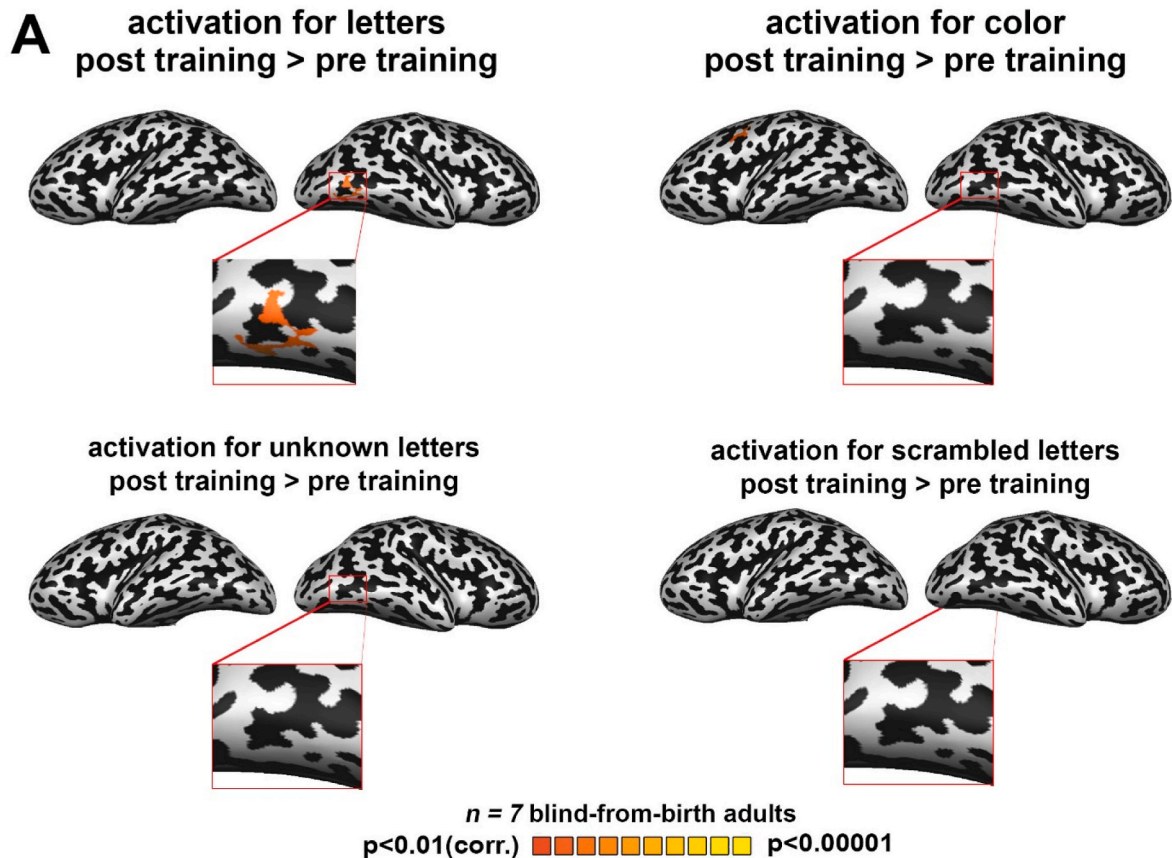 A
activation for letters
post training > pre training
activation for color
post training > pre training
activation for unknown letters
post training > pre training
activation for scrambled letters
post training > pre training
n = 7 blind-from-birth adults
p<0.01(corr.) p<0.00001